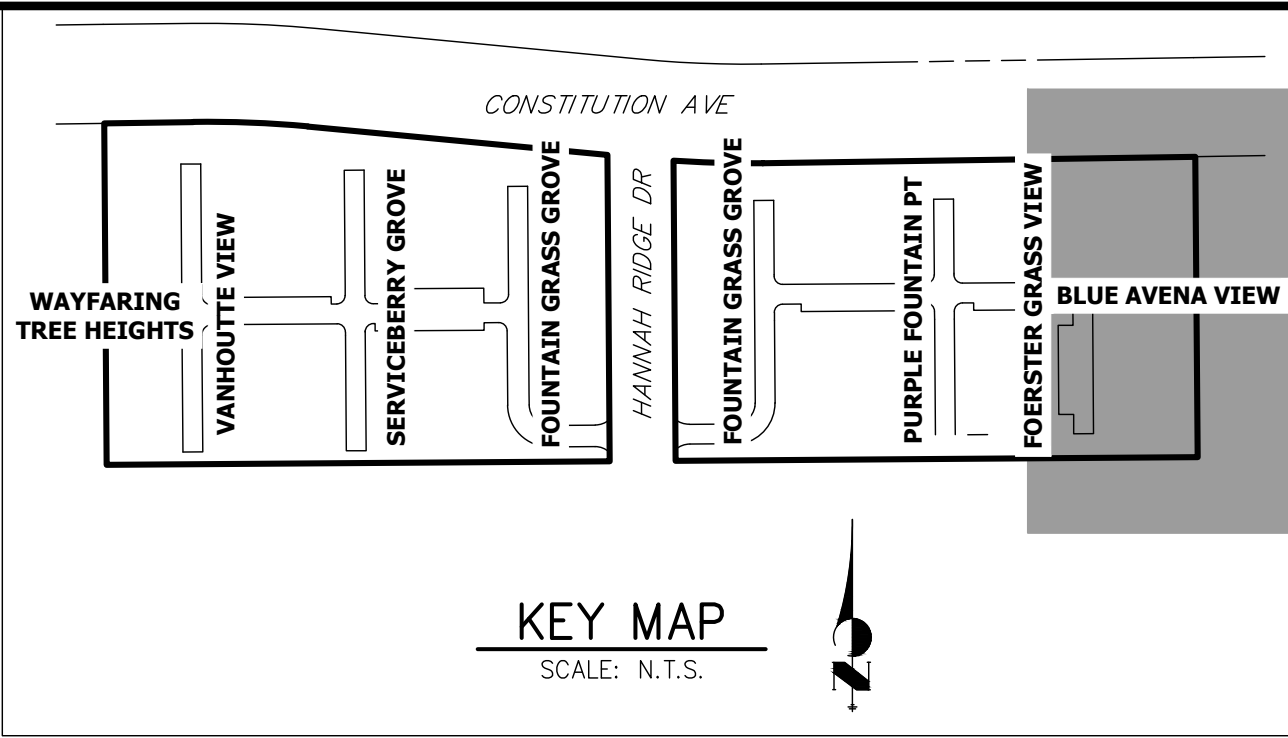 CONSTITUTION AVE
WAYFARING
TREE HEIGHTS
VANHOUTTE VIEW
SERVICEBERRY GROVE
FOUNTAIN GRASS GROVE
HANNAH RIDGE DR
FOUNTAIN GRASS GROVE
PURPLE FOUNTAIN PT
FOERSTER GRASS VIEW
BLUE AVENA VIEW
KEY MAP
SCALE: N.T.S.
N